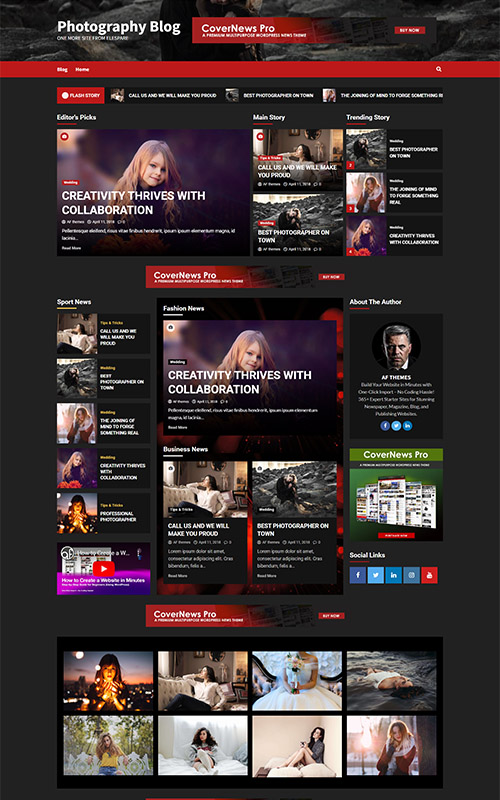 Photography Blog
ONE MORE SITE FROM ELESPARE
CoverNews Pro
A PREMIUM MULTIPURPOSE WORDPRESS NEWS THEME
BUY NOW
Blog
Home
FLASH STORY
CALL US AND WE WILL MAKE YOU PROUD
BEST PHOTOGRAPHER ON TOWN
THE JOINING OF MIND TO FORGE SOMETHING RE
Editor's Picks
Wedding
CREATIVITY THRIVES WITH
COLLABORATION
AF themes April 11, 2018 0
Pellentesque eleifend, risus vitae finibus hendrerit, ipsum ipsum elementum magna, id
lacinia...
Read More
Main Story
Tips & Tricks
CALL US AND WE WILL MAKE
YOU PROUD
AF themes April 11, 2018 0
Wedding
BEST PHOTOGRAPHER ON
TOWN
AF themes April 11, 2018 0
Trending Story
2
Wedding
BEST PHOTOGRAPHER
ON TOWN
3
Wedding
THE JOINING OF MIND
TO FORGE SOMETHING
REAL
4
Wedding
CREATIVITY THRIVES
WITH COLLABORATION
CoverNews Pro
A PREMIUM MULTIPURPOSE WORDPRESS NEWS THEME
BUY NOW
Sport News
Tips & Tricks
CALL US AND WE WILL
MAKE YOU PROUD
Wedding
BEST
PHOTOGRAPHER ON
TOWN
Wedding
THE JOINING OF
MIND TO FORGE
SOMETHING REAL
Wedding
CREATIVITY THRIVES
WITH
COLLABORATION
Tips & Tricks
PROFESSIONAL
PHOTOGRAPHER
How to Create a W...
How to Create a Website in Minutes
Fashion News
Wedding
CREATIVITY THRIVES WITH
COLLABORATION
AF themes April 11, 2018 0
Pellentesque eleifend, risus vitae finibus hendrerit, ipsum ipsum elementum magna, id
lacinia...
Read More
Business News
Tips & Tricks
CALL US AND WE WILL
MAKE YOU PROUD
AF themes April 11, 2018 0
Lorem ipsum dolor sit
amet, consectetur
adipiscing elit. Cras
bibendum, felis a...
Read More
Wedding
BEST PHOTOGRAPHER
ON TOWN
AF themes April 11, 2018 0
Lorem ipsum dolor sit
amet, consectetur
adipiscing elit. Cras
bibendum, felis a...
Read More
About The Author
AF THEMES
Build Your Website in Minutes with
One-Click Import – No Coding Hassle!
365+ Expert Starter Sites for Stunning
Newspaper, Magazine, Blog, and
Publishing Websites.
CoverNews Pro
A PREMIUM MULTIPURPOSE WORDPRESS NEWS THEME
PURCHASE NOW
Social Links
CoverNews Pro
A PREMIUM MULTIPURPOSE WORDPRESS NEWS THEME
BUY NOW